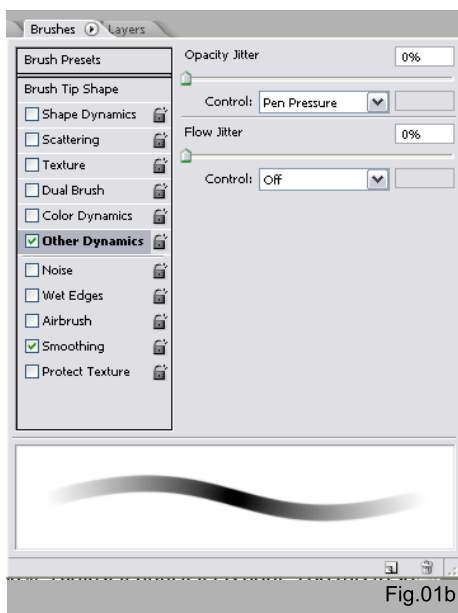 Brushes Layers
Brush Presets
Brush Tip Shape
Shape Dynamics
Scattering
Texture
Dual Brush
Color Dynamics
Other Dynamics
Noise
Wet Edges
Airbrush
Smoothing
Protect Texture
Opacity Jitter 0%
Control: Pen Pressure
Flow Jitter 0%
Control: Off
Fig.01b